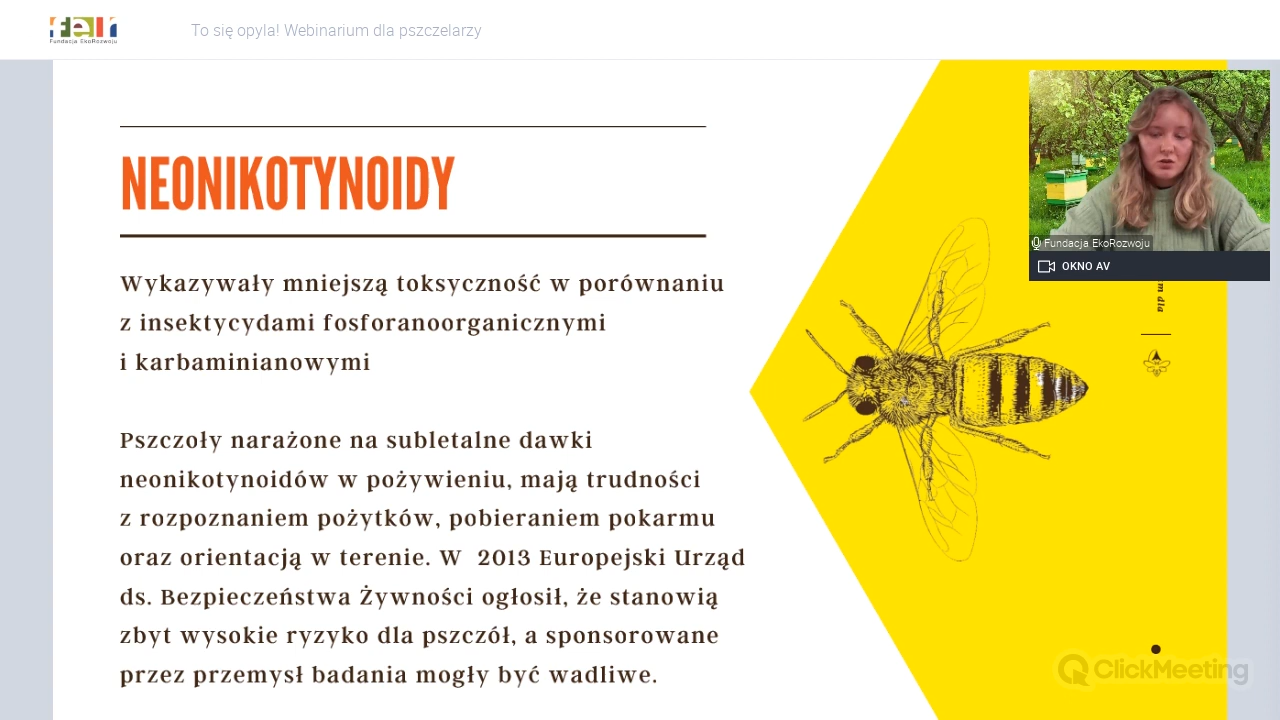 feri
Fundacja EkoRozwoju
To się opyla! Webinarium dla pszczelarzy
NEONIKOTYNOIDY
Wykazywały mniejszą toksyczność w porównaniu
z insektycydami fosforanoorganicznymi
i karbaminianowymi
Pszczoły narażone na subletalne dawki
neonikotynoidów w pożywieniu, mają trudności
z rozpoznaniem pożytków, pobieraniem pokarmu
oraz orientacją w terenie. W  2013 Europejski Urząd
ds. Bezpieczeństwa Żywności ogłosił, że stanowią
zbyt wysokie ryzyko dla pszczół, a sponsorowane
przez przemysł badania mogły być wadliwe.
Fundacja EkoRozwoju
OKNO AV
dla
ClickMeeting